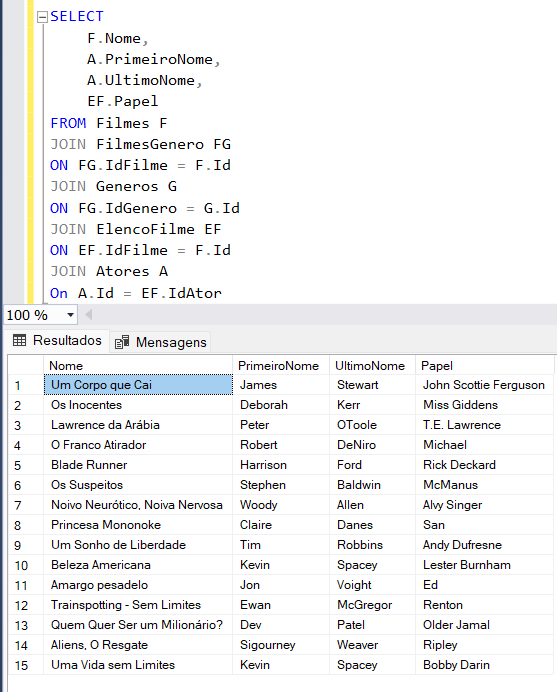 SELECT
F.Nome,
A.PrimeiroNome,
A.UltimoNome,
EF.Papel
FROM Filmes F
JOIN FilmesGenero FG
ON FG.IdFilme = F.Id
JOIN Generos G
ON FG.IdGenero = G.Id
JOIN ElencoFilme EF
ON EF.IdFilme = F.Id
JOIN Atores A
On A.Id = EF.IdAtor
100 %
Resultados Mensagens
Nome PrimeiroNome UltimoNome Papel
1 Um Corpo que Cai James Stewart John Scottie Ferguson
2 Os Inocentes Deborah Kerr Miss Giddens
3 Lawrence da Arábia Peter OToole T.E. Lawrence
4 O Franco Atirador Robert DeNiro Michael
5 Blade Runner Harrison Ford Rick Deckard
6 Os Suspeitos Stephen Baldwin McManus
7 Noivo Neurótico, Noiva Nervosa Woody Allen Alvy Singer
8 Princesa Mononoke Claire Danes San
9 Um Sonho de Liberdade Tim Robbins Andy Dufresne
10 Beleza Americana Kevin Spacey Lester Burnham
11 Amargo pesadelo Jon Voight Ed
12 Trainspotting - Sem Limites Ewan McGregor Renton
13 Quem Quer Ser um Milionário? Dev Patel Older Jamal
14 Aliens, O Resgate Sigourney Weaver Ripley
15 Uma Vida sem Limites Kevin Spacey Bobby Darin